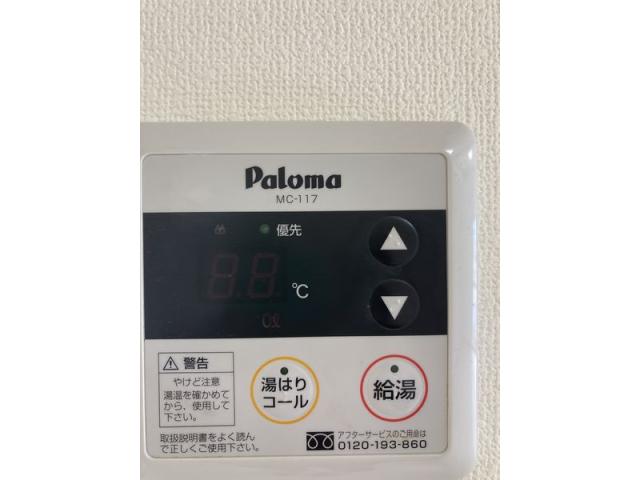 Paloma
MC-117
優先
88
℃
0ℓ
警告
やけど注意
湯温を確かめて
から、使用して
下さい。
取扱説明書をよく読ん
で正しくご使用下さい。
湯はり
コール
給湯
アフターサービスのご用命は
0120-193-860